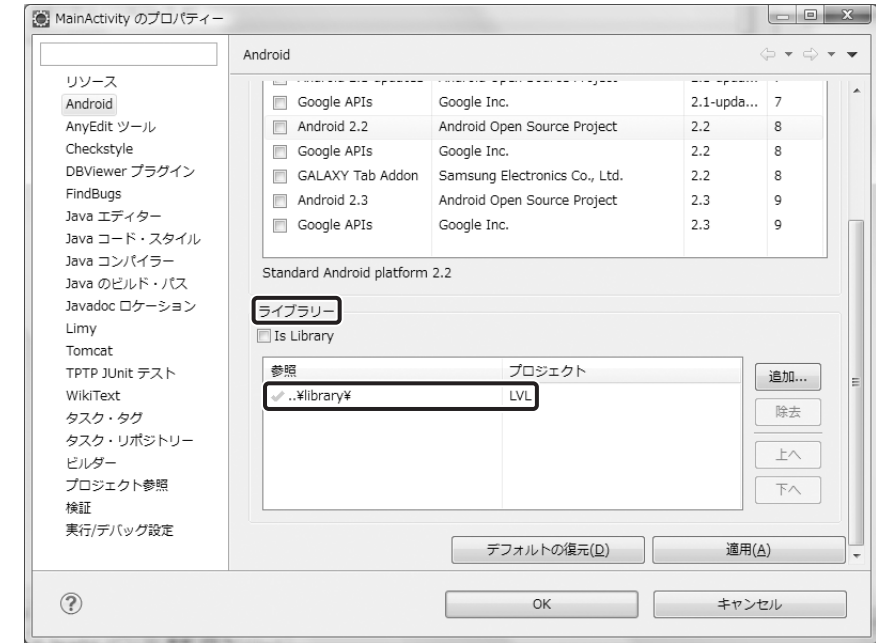 MainActivity のプロパティー
Android
リソース
Android
AnyEdit ツール
Checkstyle
DBViewer プラグイン
FindBugs
Java エディター
Java コード・スタイル
Java コンパイラー
Java のビルド・パス
Javadoc ロケーション
Limy
Tomcat
TPTP JUnit テスト
WikiText
タスク・タグ
タスク・リポジトリー
ビルダー
プロジェクト参照
検証
実行/デバッグ設定
Google APIs Google Inc. 2.1-upda... 7
Android 2.2 Android Open Source Project 2.2 8
Google APIs Google Inc. 2.2 8
GALAXY Tab Addon Samsung Electronics Co., Ltd. 2.2 8
Android 2.3 Android Open Source Project 2.3 9
Google APIs Google Inc. 2.3 9
Standard Android platform 2.2
ライブラリー
Is Library
参照 プロジェクト
..¥library¥ LVL
追加...
除去
上へ
下へ
デフォルトの復元(D) 適用(A)
OK キャンセル